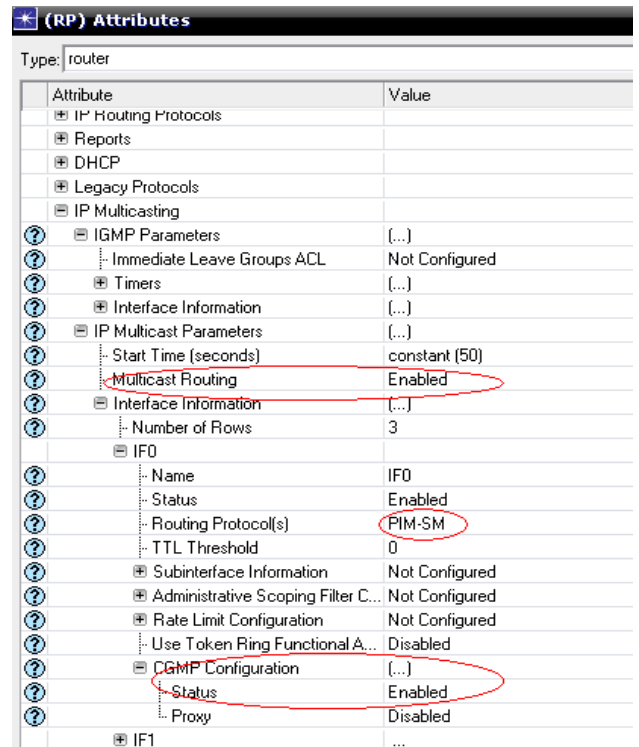 (RP) Attributes
Type: router
Attribute Value
IP Routing Protocols
Reports
DHCP
Legacy Protocols
IP Multicasting
IGMP Parameters (...)
Immediate Leave Groups ACL Not Configured
Timers (...)
Interface Information (...)
IP Multicast Parameters (...)
Start Time (seconds) constant (50)
Multicast Routing Enabled
Interface Information (...)
Number of Rows 3
IF0
Name IF0
Status Enabled
Routing Protocol(s) PIM-SM
TTL Threshold 0
Subinterface Information Not Configured
Administrative Scoping Filter C... Not Configured
Rate Limit Configuration Not Configured
Use Token Ring Functional A... Disabled
CGMP Configuration (...)
Status Enabled
Proxy Disabled
IF1 ...